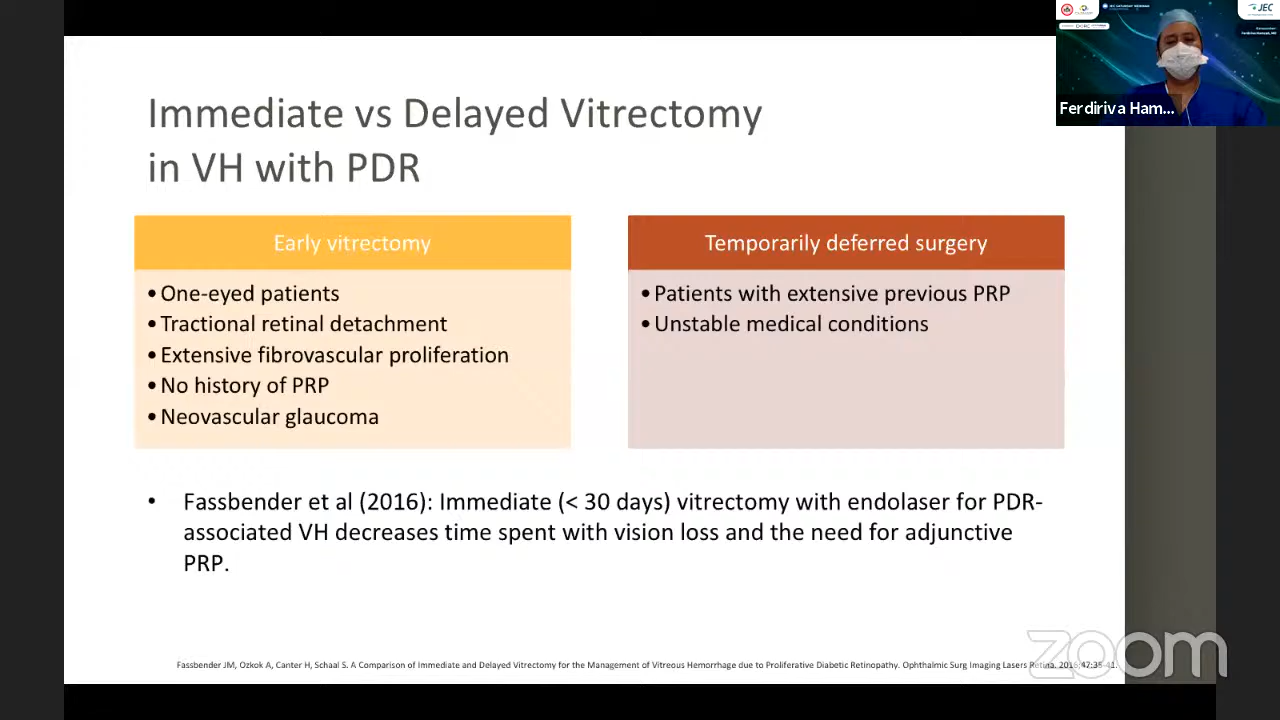 Immediate vs Delayed Vitrectomy
in VH with PDR
Early vitrectomy
•One-eyed patients
•Tractional retinal detachment
•Extensive fibrovascular proliferation
•No history of PRP
•Neovascular glaucoma
Temporarily deferred surgery
•Patients with extensive previous PRP
•Unstable medical conditions
• Fassbender et al (2016): Immediate (< 30 days) vitrectomy with endolaser for PDR-
associated VH decreases time spent with vision loss and the need for adjunctive
PRP.
Fassbender JM, Ozkok A, Canter H, Schaal S. A Comparison of Immediate and Delayed Vitrectomy for the Management of Vitreous Hemorrhage due to Proliferative Diabetic Retinopathy. Ophthalmic Surg Imaging Lasers Retina. 2016;47:35-41.
JEC
Ferdiriva Ham...
zoom